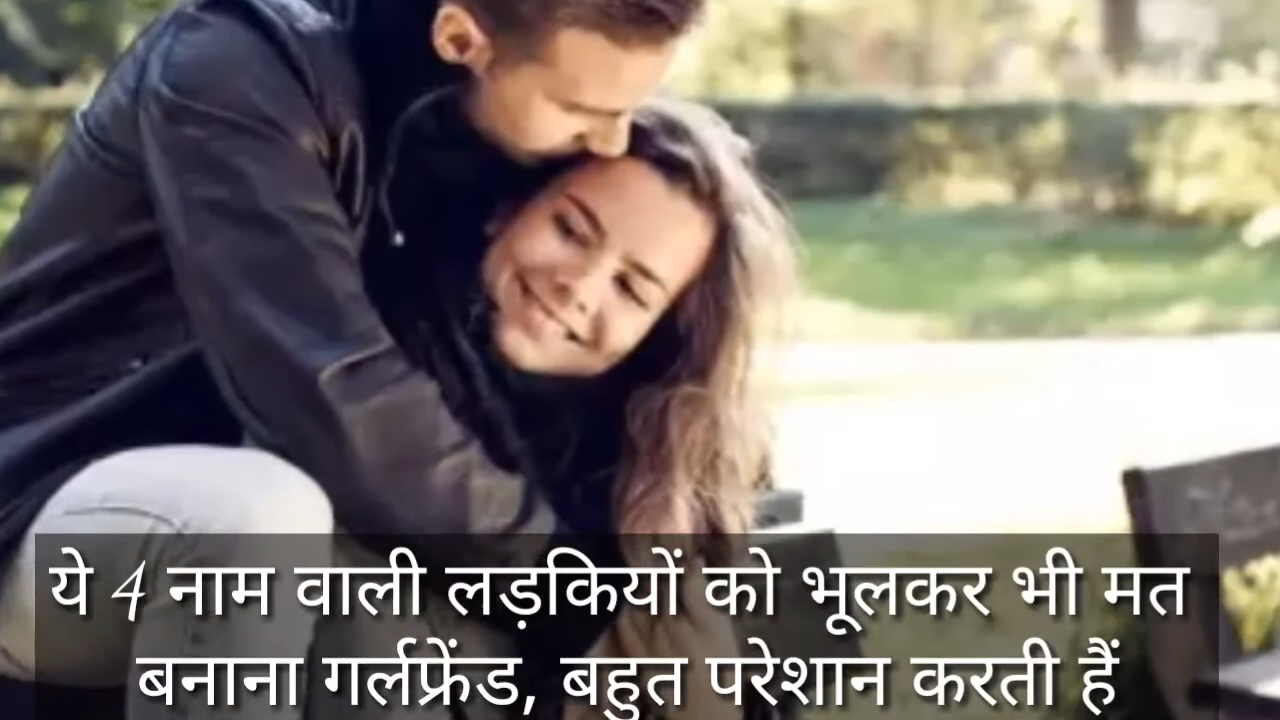 ये 4 नाम वाली लड़कियों को भूलकर भी मत
बनाना गर्लफ्रेंड, बहुत परेशान करती हैं